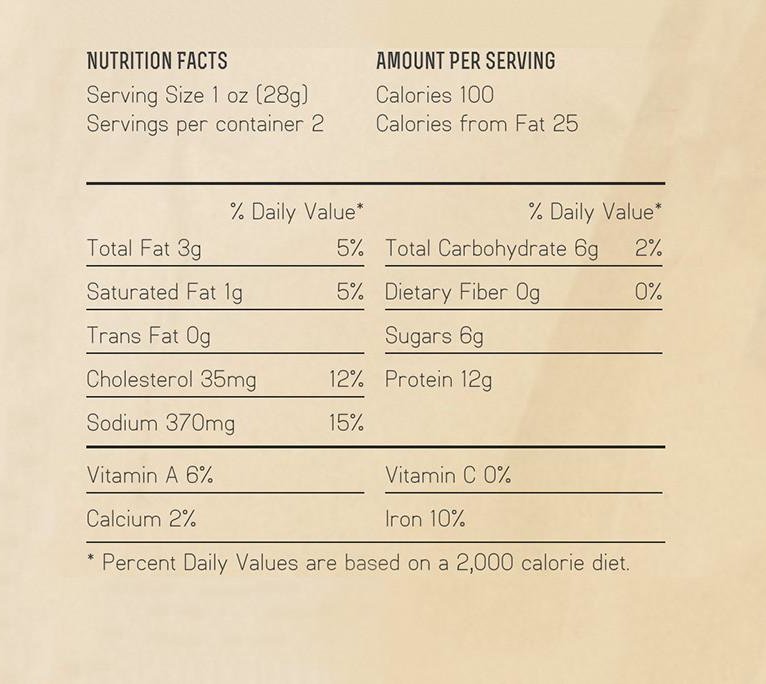 NUTRITION FACTS
Serving Size 1 oz (28g)
Servings per container 2
AMOUNT PER SERVING
Calories 100
Calories from Fat 25
% Daily Value*
Total Fat 3g 5%
Saturated Fat 1g 5%
Trans Fat 0g
Cholesterol 35mg 12%
Sodium 370mg 15%
% Daily Value*
Total Carbohydrate 6g 2%
Dietary Fiber 0g 0%
Sugars 6g
Protein 12g
Vitamin A 6%
Vitamin C 0%
Calcium 2%
Iron 10%
* Percent Daily Values are based on a 2,000 calorie diet.